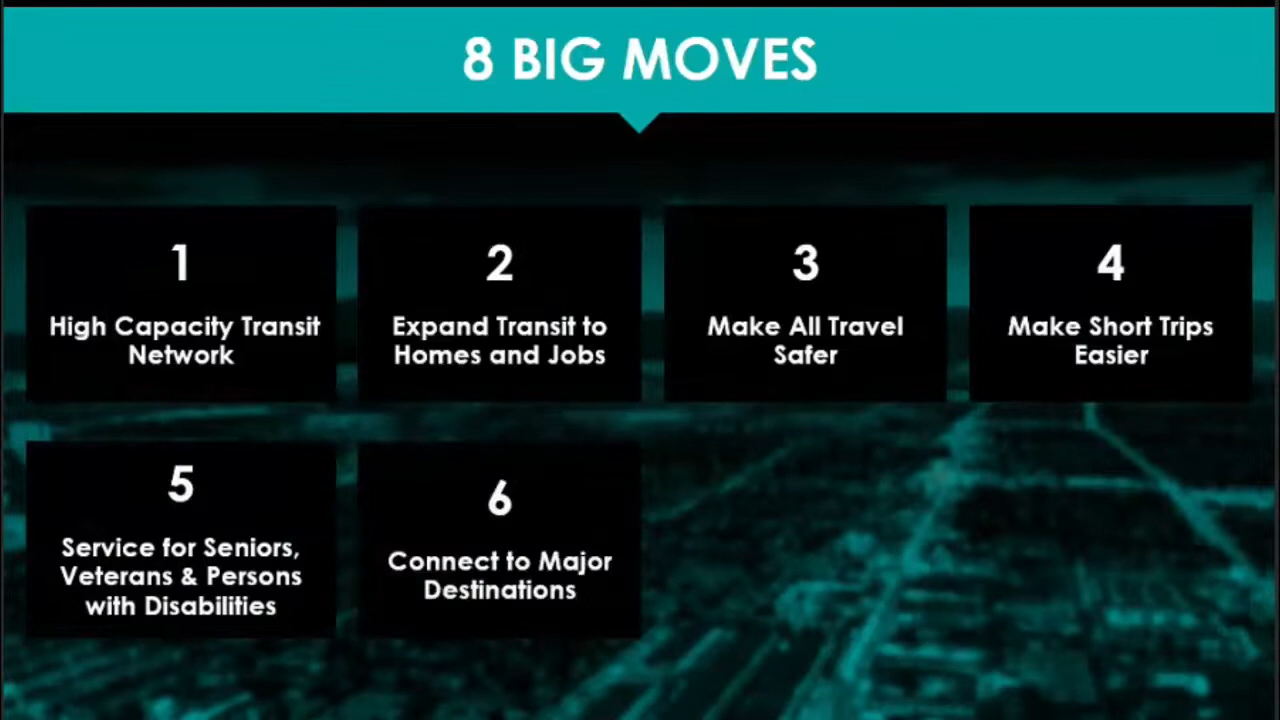 8 BIG MOVES
1
High Capacity Transit
Network
2
Expand Transit to
Homes and Jobs
3
Make All Travel
Safer
4
Make Short Trips
Easier
5
Service for Seniors,
Veterans & Persons
with Disabilities
6
Connect to Major
Destinations